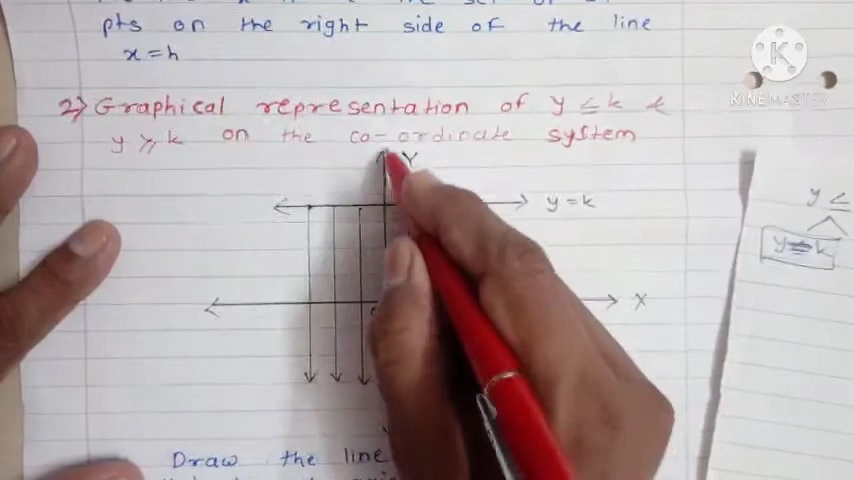 pts on the right side of the line
x = h
2) Graphical representation of y ≤ k &
y ⩾ k on the co-ordinate system
Y
y = k
X
Draw the line
y ≤
y = k
K
KINEMASTER